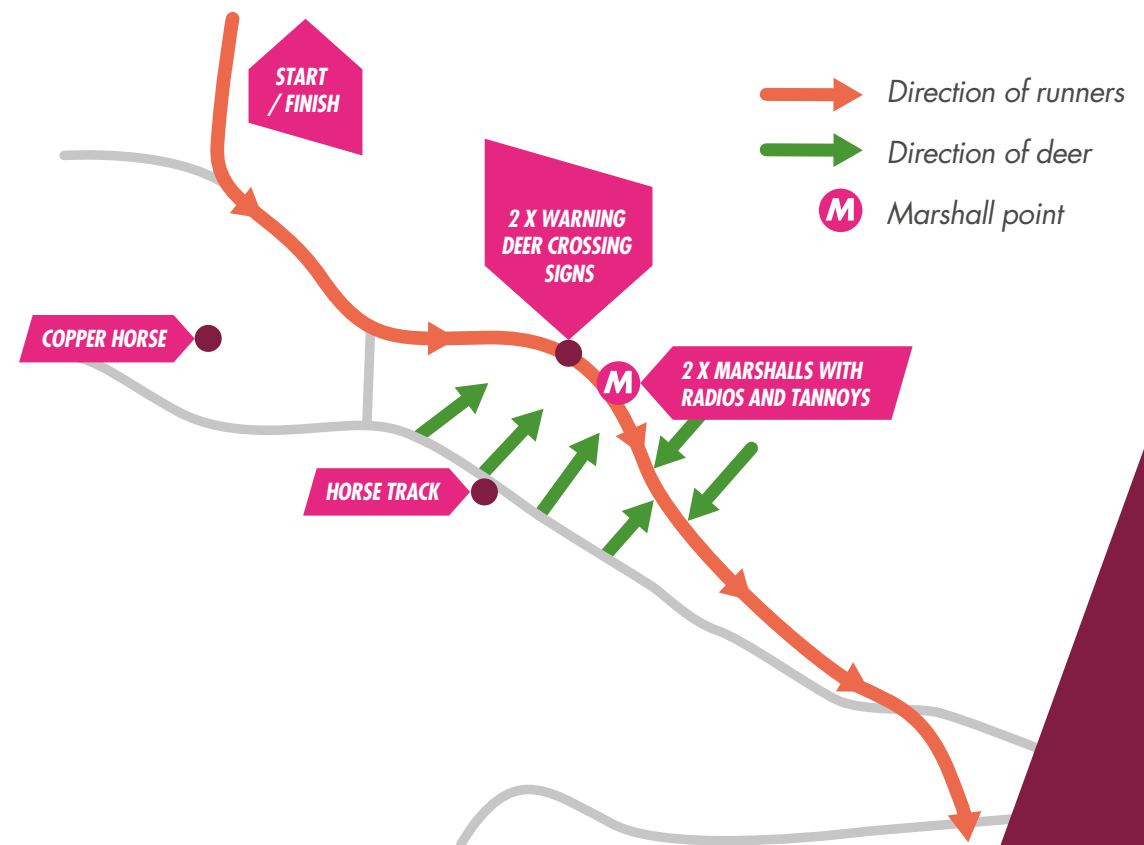 START
/ FINISH
Direction of runners
Direction of deer
M
Marshall point
2 X WARNING
DEER CROSSING
SIGNS
COPPER HORSE
M
2 X MARSHALLS WITH
RADIOS AND TANNOYS
HORSE TRACK